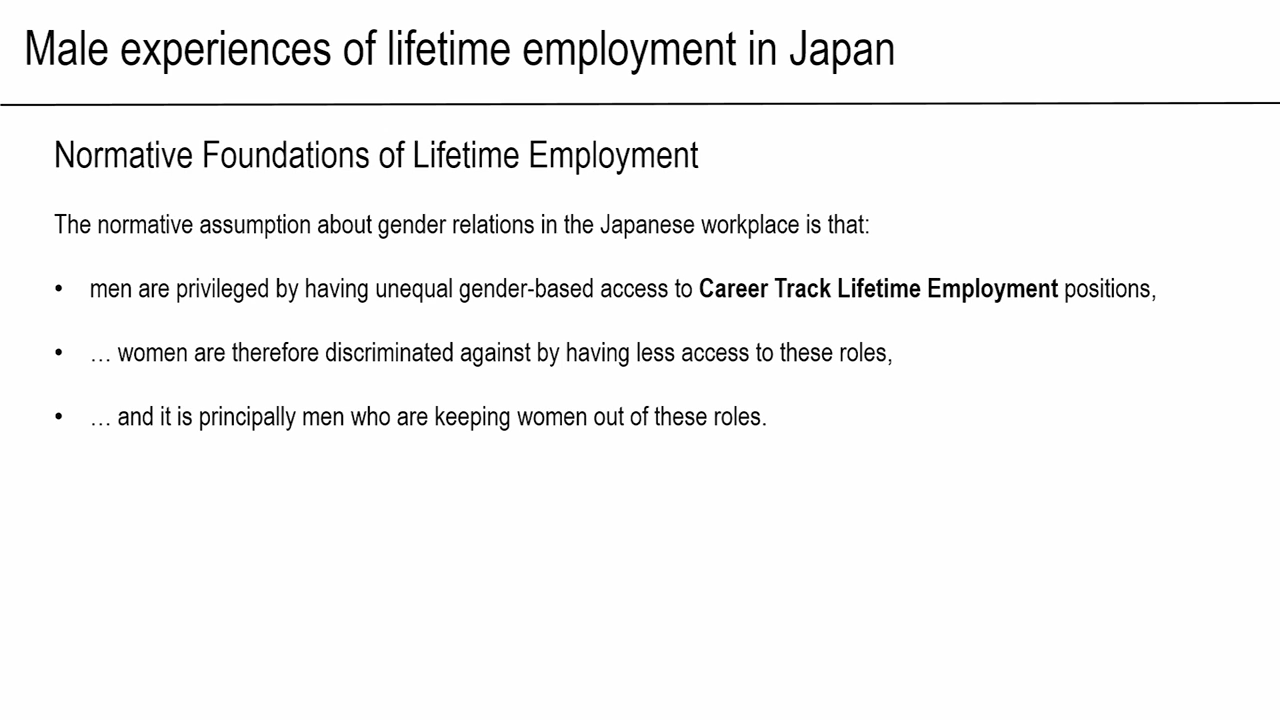 Male experiences of lifetime employment in Japan
Normative Foundations of Lifetime Employment
The normative assumption about gender relations in the Japanese workplace is that:
• men are privileged by having unequal gender-based access to Career Track Lifetime Employment positions,
• … women are therefore discriminated against by having less access to these roles,
• … and it is principally men who are keeping women out of these roles.